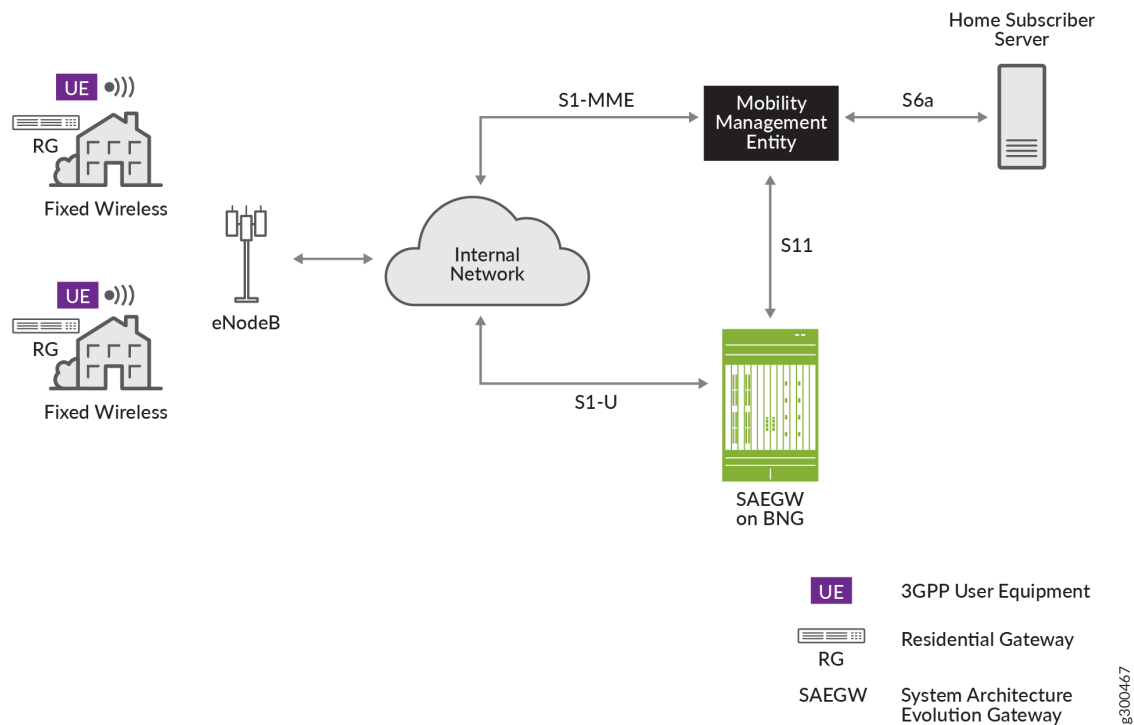 Home Subscriber
Server
UE
RG
Fixed Wireless
S1-MME
Mobility
Management
Entity
S6a
eNodeB
Internal
Network
S11
UE
RG
Fixed Wireless
S1-U
SAEGW
on BNG
UE
3GPP User Equipment
RG
Residential Gateway
SAEGW
System Architecture
Evolution Gateway
g300467